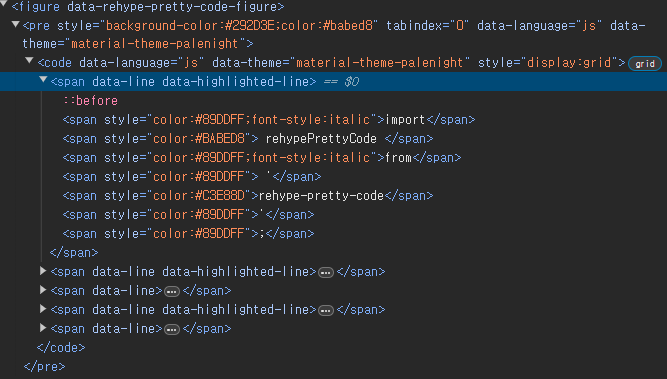 <figure data-rehype-pretty-code-figure>
<pre style="background-color:#292D3E;color:#babed8" tabindex="0" data-language="js" data-
theme="material-theme-palenight">
<code data-language="js" data-theme="material-theme-palenight" style="display:grid"> grid
<span data-line data-highlighted-line> == $0
::before
<span style="color:#89DDFF;font-style:italic">import</span>
<span style="color:#BABED8"> rehypePrettyCode </span>
<span style="color:#89DDFF;font-style:italic">from</span>
<span style="color:#89DDFF"> '</span>
<span style="color:#C3E88D">rehype-pretty-code</span>
<span style="color:#89DDFF">'</span>
<span style="color:#89DDFF">;</span>
</span>
<span data-line data-highlighted-line>…</span>
<span data-line>…</span>
<span data-line data-highlighted-line>…</span>
<span data-line>…</span>
</code>
</pre>